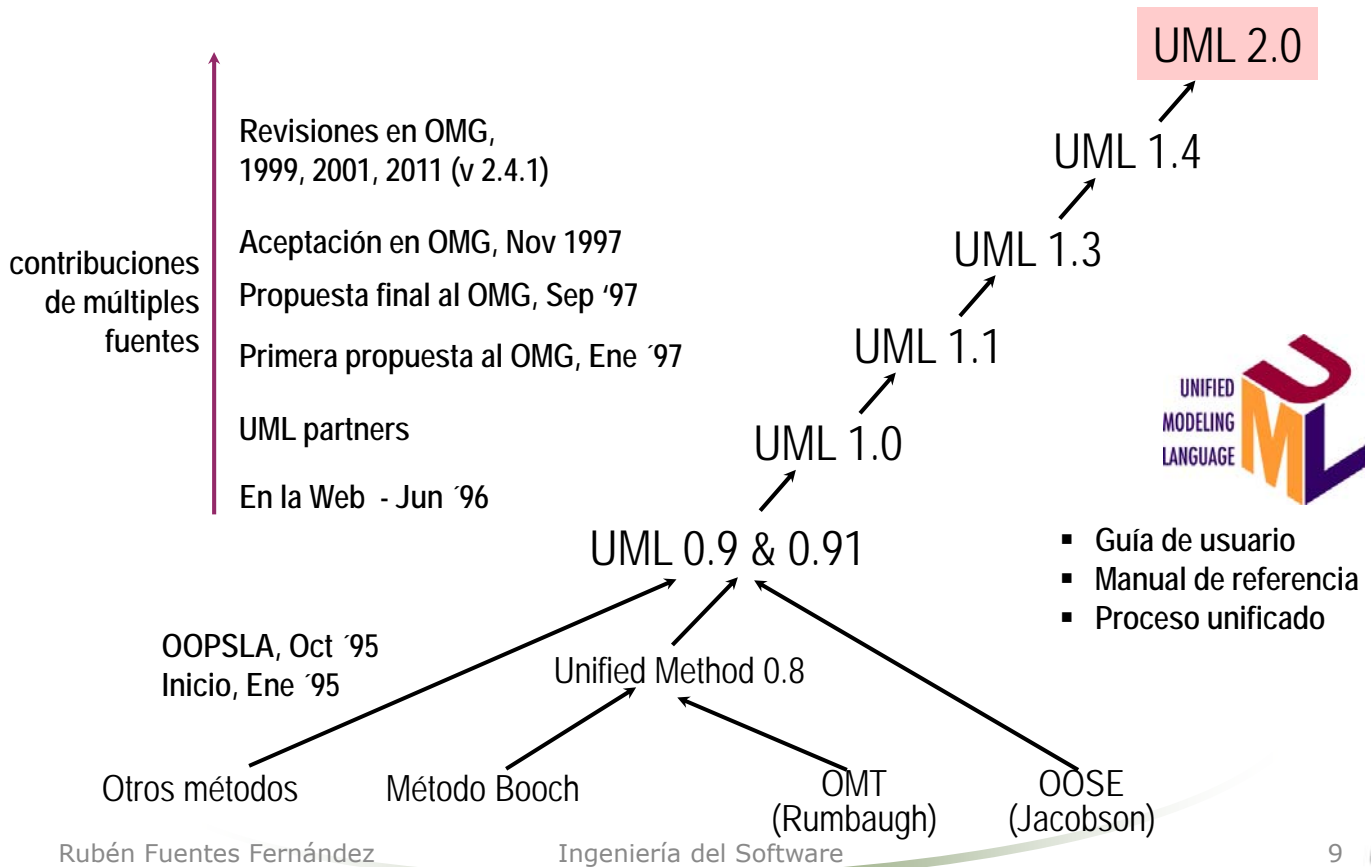 UML 2.0
Revisiones en OMG,
1999, 2001, 2011 (v 2.4.1)
UML 1.4
Aceptación en OMG, Nov 1997
UML 1.3
contribuciones
de múltiples
fuentes
Propuesta final al OMG, Sep ‘97
Primera propuesta al OMG, Ene ´97
UML 1.1
UML partners
UML 1.0
En la Web - Jun ´96
UML 0.9 & 0.91
UNIFIED
MODELING
LANGUAGE
UML
▪ Guía de usuario
▪ Manual de referencia
▪ Proceso unificado
OOPSLA, Oct ´95
Inicio, Ene ´95
Unified Method 0.8
Otros métodos
Método Booch
OMT
(Rumbaugh)
OOSE
(Jacobson)
Rubén Fuentes Fernández
Ingeniería del Software
9